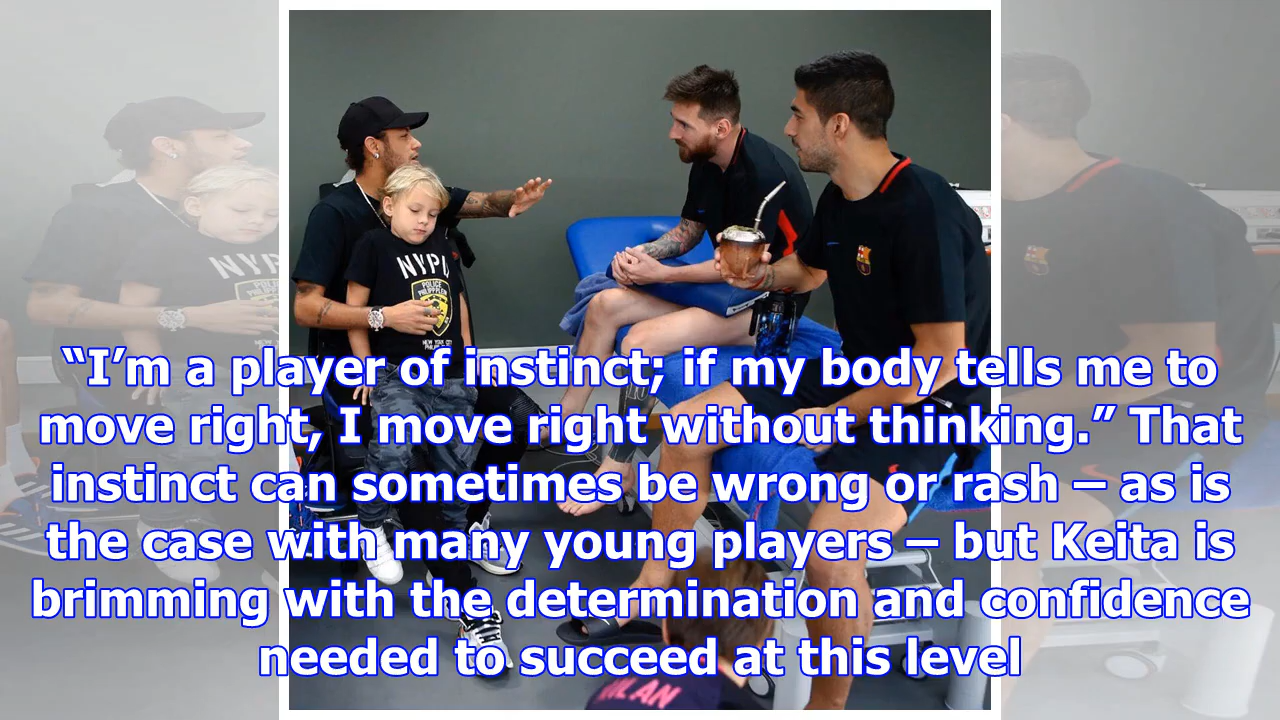 NYPD
POLICE
“I’m a player of instinct; if my body tells me to
move right, I move right without thinking.” That
instinct can sometimes be wrong or rash – as is
the case with many young players – but Keita is
brimming with the determination and confidence
needed to succeed at this level